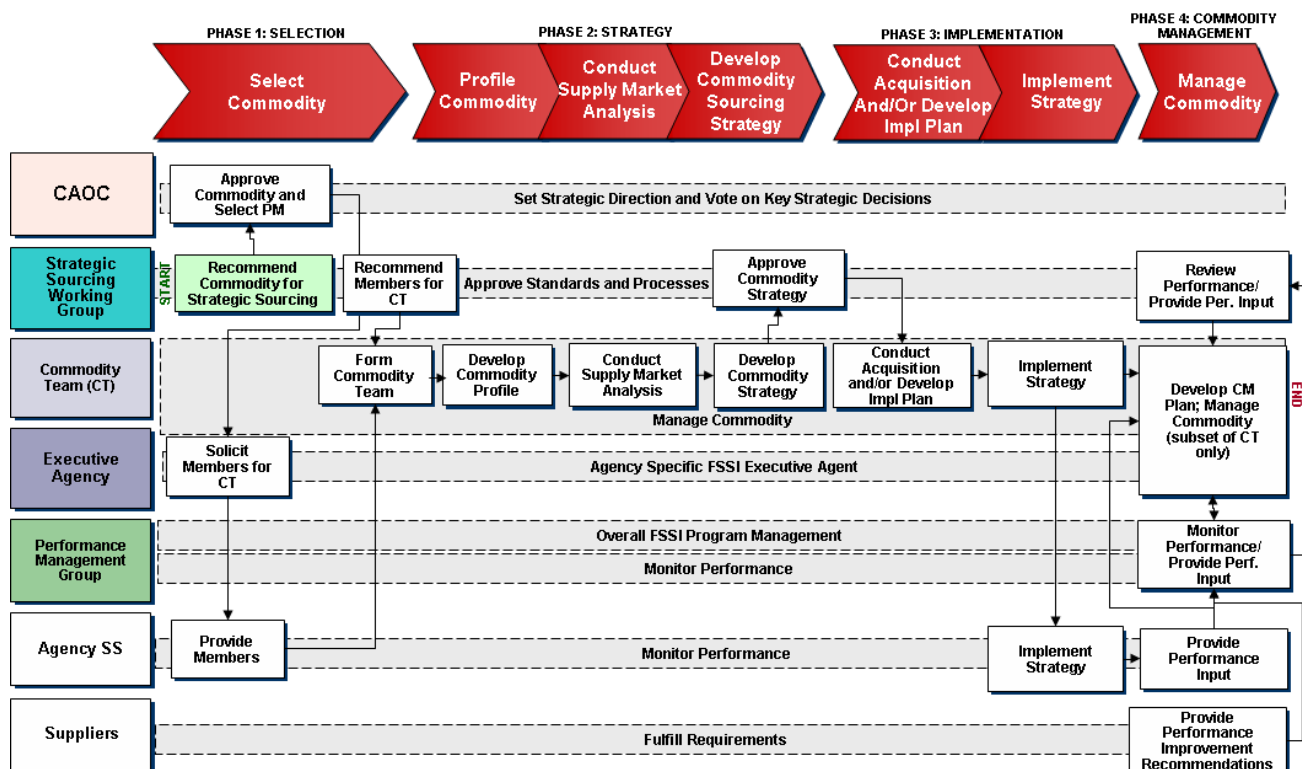 PHASE 1: SELECTION
PHASE 2: STRATEGY
PHASE 3: IMPLEMENTATION
PHASE 4: COMMODITY
MANAGEMENT
Select
Commodity
Profile
Commodity
Conduct
Supply Market
Analysis
Develop
Commodity
Sourcing
Strategy
Conduct
Acquisition
And/Or Develop
Impl Plan
Implement
Strategy
Manage
Commodity
CAOC
Approve
Commodity and
Select PM
Set Strategic Direction and Vote on Key Strategic Decisions
Strategic
Sourcing
Working
Group
START
Recommend
Commodity for
Strategic Sourcing
Recommend
Members for
CT
Approve Standards and Processes
Approve
Commodity
Strategy
Review
Performance/
Provide Per. Input
Commodity
Team (CT)
Form
Commodity
Team
Develop
Commodity
Profile
Conduct
Supply Market
Analysis
Develop
Commodity
Strategy
Conduct
Acquisition
and/or Develop
Impl Plan
Implement
Strategy
Develop CM
Plan; Manage
Commodity
(subset of CT
only)
END
Manage Commodity
Executive
Agency
Solicit
Members for
CT
Agency Specific FSSI Executive Agent
Performance
Management
Group
Overall FSSI Program Management
Monitor Performance
Monitor
Performance/
Provide Perf.
Input
Agency SS
Provide
Members
Monitor Performance
Implement
Strategy
Provide
Performance
Input
Suppliers
Fulfill Requirements
Provide
Performance
Improvement
Recommendations